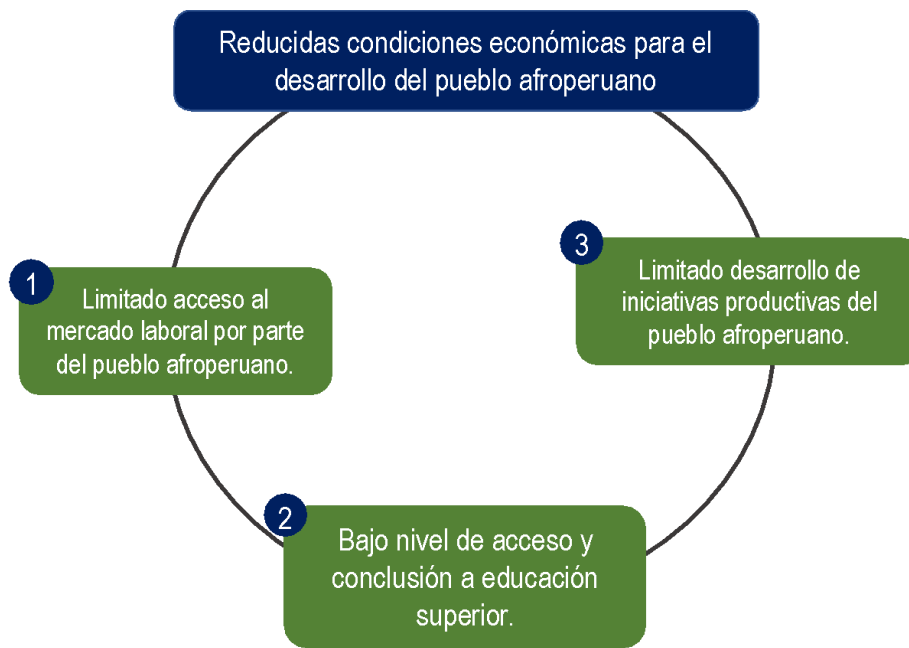 Reducidas condiciones económicas para el
desarrollo del pueblo afroperuano
1
Limitado acceso al
mercado laboral por parte
del pueblo afroperuano.
2
Bajo nivel de acceso y
conclusión a educación
superior.
3
Limitado desarrollo de
iniciativas productivas del
pueblo afroperuano.